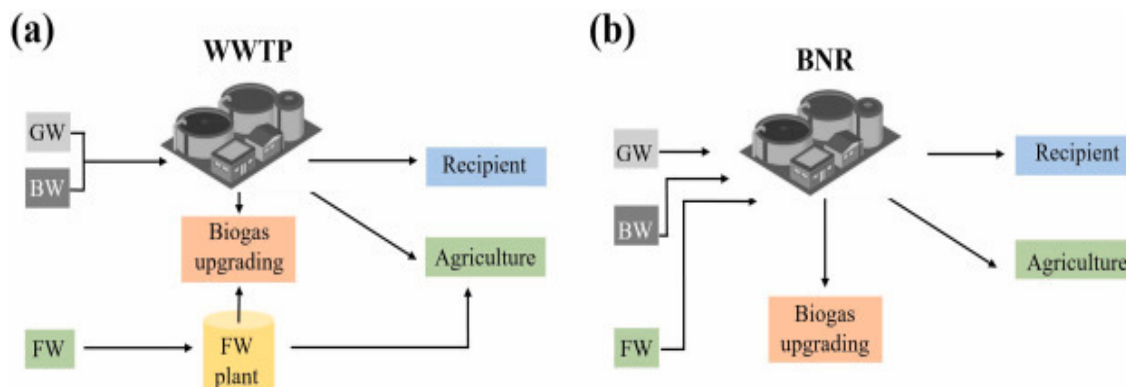 (a)
WWTP
GW
BW
Recipient
Biogas
upgrading
Agriculture
FW
FW
plant
(b)
BNR
GW
BW
FW
Recipient
Agriculture
Biogas
upgrading